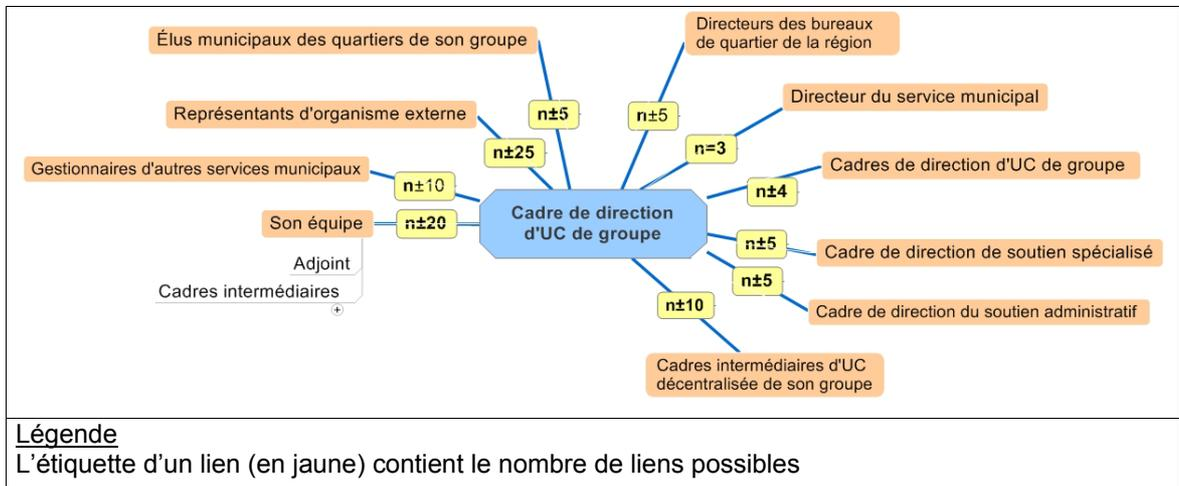 Élus municipaux des quartiers de son groupe
Directeurs des bureaux
de quartier de la région
Représentants d'organisme externe
n±5
n±5
Directeur du service municipal
n±25
n=3
Gestionnaires d'autres services municipaux
n±10
Cadres de direction d'UC de groupe
n±4
Son équipe
n±20
Cadre de direction
d'UC de groupe
n±5
Cadre de direction de soutien spécialisé
Adjoint
Cadres intermédiaires
n±5
n±10
Cadre de direction du soutien administratif
Cadres intermédiaires d'UC
décentralisée de son groupe
Légende
L'étiquette d'un lien (en jaune) contient le nombre de liens possibles